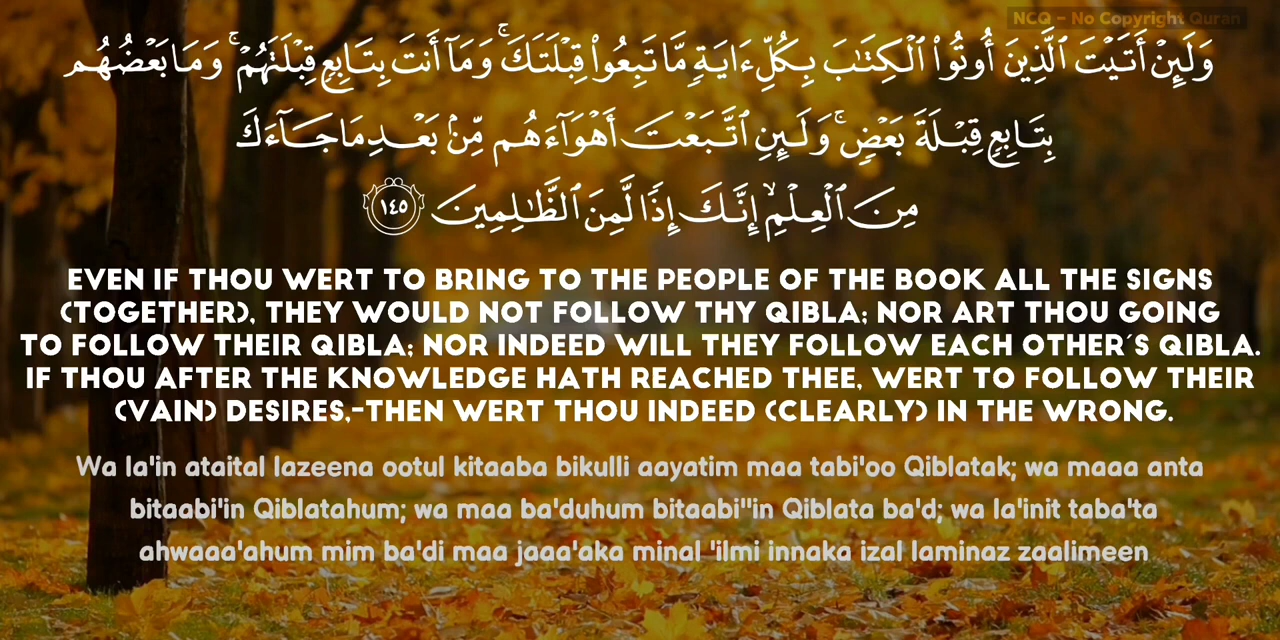 NCQ - No Copyright Quran
وَلَئِنْ أَتَيْتَ ٱلَّذِينَ أُوتُوا۟ ٱلْكِتَٰبَ بِكُلِّ ءَايَةٍ مَّا تَبِعُوا۟ قِبْلَتَكَ ۚ وَمَآ أَنتَ بِتَابِعٍ قِبْلَتَهُمْ ۚ وَمَا بَعْضُهُم
بِتَابِعٍ قِبْلَةَ بَعْضٍ ۚ وَلَئِنِ ٱتَّبَعْتَ أَهْوَآءَهُم مِّنۢ بَعْدِ مَا جَآءَكَ
مِنَ ٱلْعِلْمِ ۙ إِنَّكَ إِذًا لَّمِنَ ٱلظَّٰلِمِينَ ١٤٥
EVEN IF THOU WERT TO BRING TO THE PEOPLE OF THE BOOK ALL THE SIGNS
(TOGETHER), THEY WOULD NOT FOLLOW THY QIBLA; NOR ART THOU GOING
TO FOLLOW THEIR QIBLA; NOR INDEED WILL THEY FOLLOW EACH OTHER'S QIBLA.
IF THOU AFTER THE KNOWLEDGE HATH REACHED THEE, WERT TO FOLLOW THEIR
(VAIN) DESIRES,-THEN WERT THOU INDEED (CLEARLY) IN THE WRONG.
Wa la'in ataital lazeena ootul kitaaba bikulli aayatim maa tabi'oo Qiblatak; wa maaa anta
bitaabi'in Qiblatahum; wa maa ba'duhum bitaabi''in Qiblata ba'd; wa la'init taba'ta
ahwaaa'ahum mim ba'di maa jaaa'aka minal 'ilmi innaka izal laminaz zaalimeen